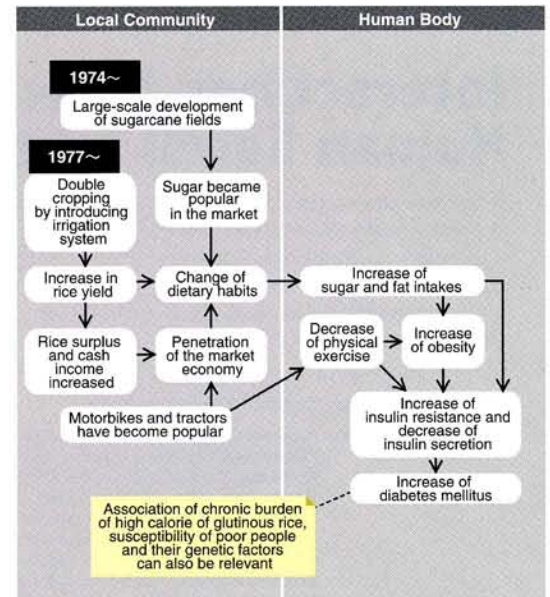 Local Community
Human Body
1974～
Large-scale development
of sugarcane fields
1977～
Double
cropping
by introducing
irrigation
system
Sugar became
popular
in the market
Increase in
rice yield
Change of
dietary habits
Increase of
sugar and fat intakes
Rice surplus
and cash
income
increased
Penetration
of the market
economy
Decrease
of physical
exercise
Increase
of obesity
Motorbikes and tractors
have become popular
Increase of
insulin resistance and
decrease of
insulin secretion
Increase of
diabetes mellitus
Association of chronic burden
of high calorie of glutinous rice,
susceptibility of poor people
and their genetic factors
can also be relevant